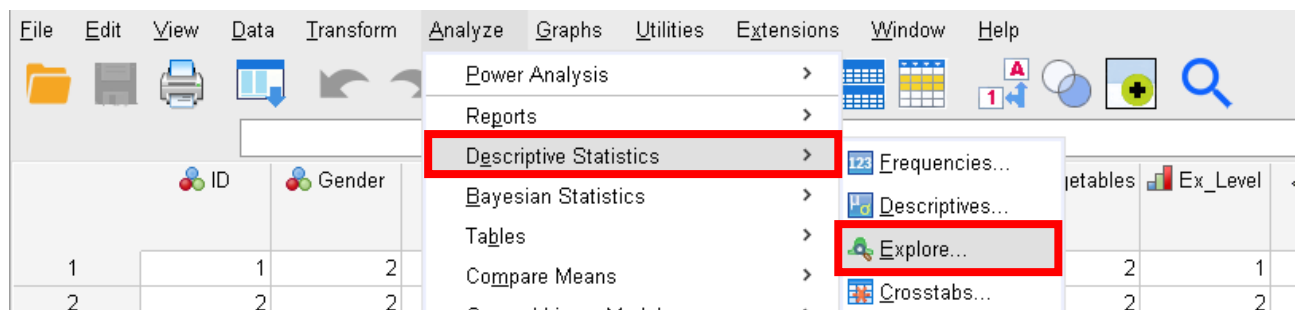 File Edit View Data Transform Analyze Graphs Utilities Extensions Window Help
Power Analysis
Reports
Descriptive Statistics
Bayesian Statistics
Tables
Compare Means
Frequencies...
Descriptives...
Explore...
Crosstabs...
ID Gender getables Ex_Level
1 1 2 2 1
2 2 2 2 2